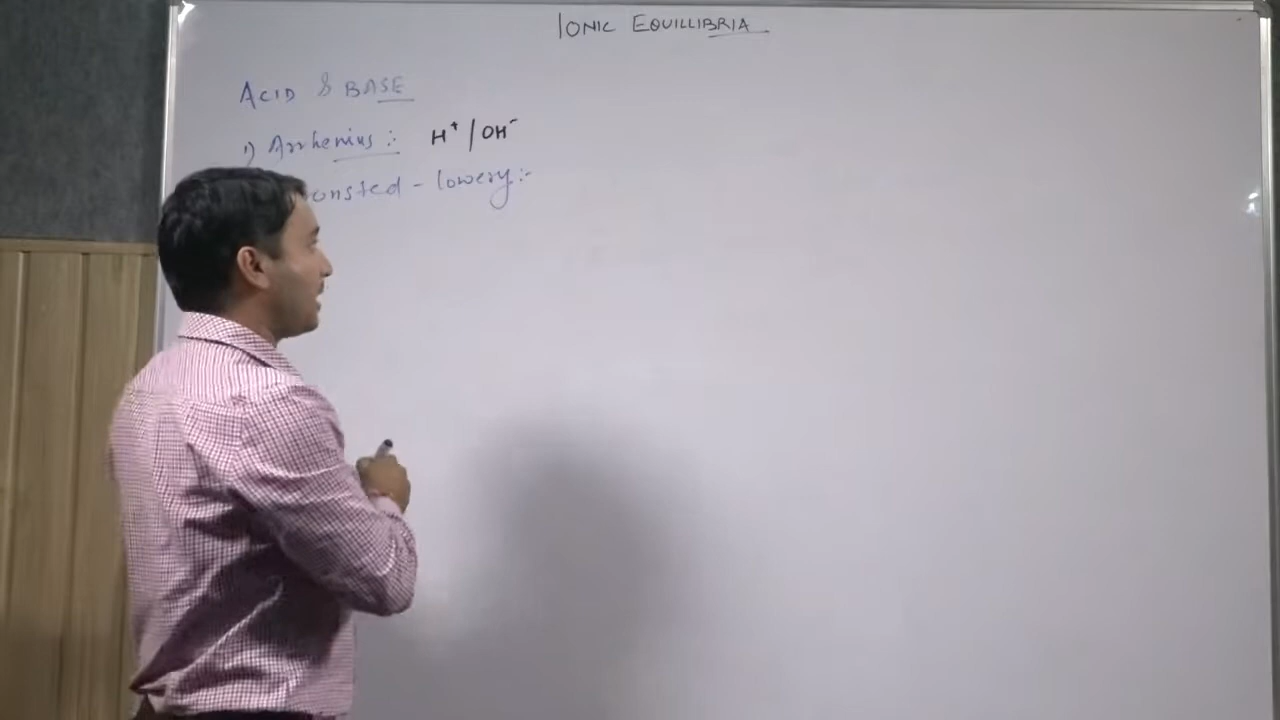 IONIC EQUILLIBRIA
ACID & BASE
1) Arrhenius :- H⁺ / OH⁻
onsted - lowery :-